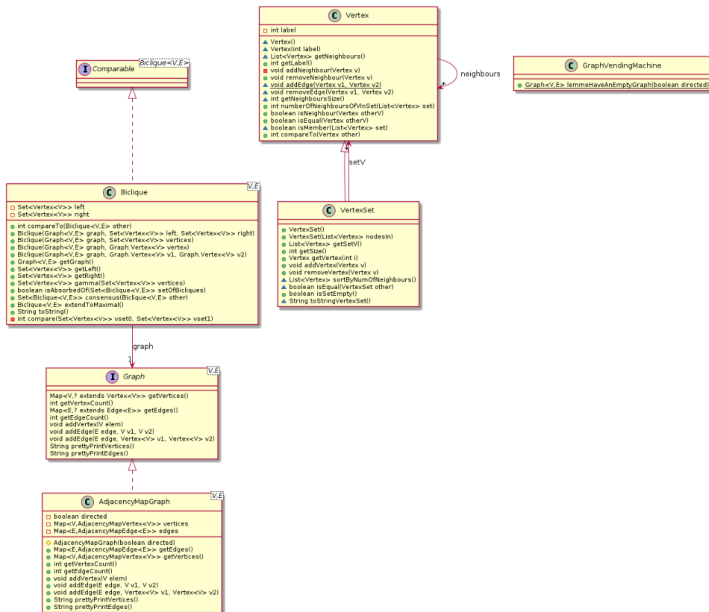 C Vertex
int label
Vertex()
Vertex(int label)
List<Vertex> getNeighbours()
int getLabel()
void addNeighbour(Vertex v)
void removeNeighbour(Vertex v)
void addEdge(Vertex v1, Vertex v2)
void removeEdge(Vertex v1, Vertex v2)
int getNeighboursSize()
int numberOfNeighboursOfVInSet(List<Vertex> set)
boolean isNeighbour(Vertex otherV)
boolean isEqual(Vertex otherV)
boolean isMember(List<Vertex> set)
int compareTo(Vertex other)
neighbours
*
C GraphVendingMachine
Graph<V,E> lemmeHaveAnEmptyGraph(boolean directed)
I Comparable
Biclique<V,E>
setV
*
C Biclique
V,E
Set<Vertex<V>> left
Set<Vertex<V>> right
int compareTo(Biclique<V,E> other)
Biclique(Graph<V,E> graph, Set<Vertex<V>> left, Set<Vertex<V>> right)
Biclique(Graph<V,E> graph, Set<Vertex<V>> vertices)
Biclique(Graph<V,E> graph, Graph.Vertex<V> vertex)
Biclique(Graph<V,E> graph, Graph.Vertex<V> v1, Graph.Vertex<V> v2)
Graph<V,E> getGraph()
Set<Vertex<V>> getLeft()
Set<Vertex<V>> getRight()
Set<Vertex<V>> gamma(Set<Vertex<V>> vertices)
boolean isAbsorbedOf(Set<Biclique<V,E>> setOfBicliques)
Set<Biclique<V,E>> consensus(Biclique<V,E> other)
Biclique<V,E> extendToMaximal()
String toString()
int compare(Set<Vertex<V>> vset0, Set<Vertex<V>> vset1)
C VertexSet
VertexSet()
VertexSet(List<Vertex> nodesIn)
List<Vertex> getSetV()
int getSize()
Vertex getVertex(int i)
void addVertex(Vertex v)
void removeVertex(Vertex v)
List<Vertex> sortByNumOfNeighbours()
boolean isEqual(VertexSet other)
boolean isSetEmpty()
String toStringVertexSet()
graph
1
I Graph
V,E
Map<V,? extends Vertex<V>> getVertices()
int getVertexCount()
Map<E,? extends Edge<E>> getEdges()
int getEdgeCount()
void addVertex(V elem)
void addEdge(E edge, V v1, V v2)
void addEdge(E edge, Vertex<V> v1, Vertex<V> v2)
String prettyPrintVertices()
String prettyPrintEdges()
C AdjacencyMapGraph
V,E
boolean directed
Map<V,AdjacencyMapVertex<V>> vertices
Map<E,AdjacencyMapEdge<E>> edges
AdjacencyMapGraph(boolean directed)
Map<E,AdjacencyMapEdge<E>> getEdges()
Map<V,AdjacencyMapVertex<V>> getVertices()
int getVertexCount()
int getEdgeCount()
void addVertex(V elem)
void addEdge(E edge, V v1, V v2)
void addEdge(E edge, Vertex<V> v1, Vertex<V> v2)
String prettyPrintVertices()
String prettyPrintEdges()